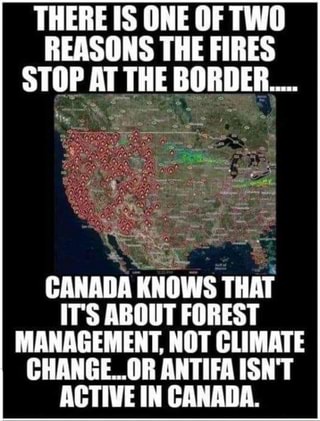 THERE IS ONE OF TWO
REASONS THE FIRES
STOP AT THE BORDER.....
CANADA KNOWS THAT
IT'S ABOUT FOREST
MANAGEMENT, NOT CLIMATE
CHANGE...OR ANTIFA ISN'T
ACTIVE IN CANADA.